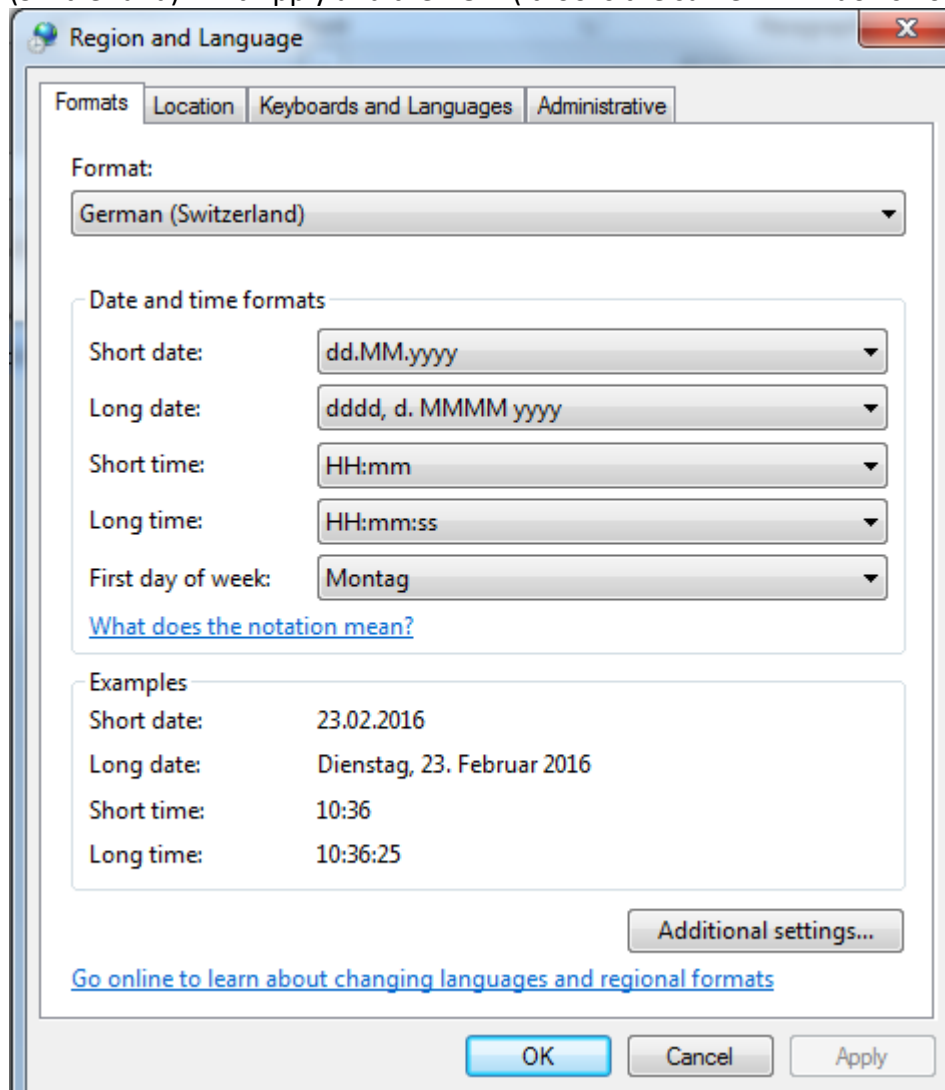 Region and Language
Formats Location Keyboards and Languages Administrative
Format:
German (Switzerland)
Date and time formats
Short date: dd.MM.yyyy
Long date: dddd, d. MMMM yyyy
Short time: HH:mm
Long time: HH:mm:ss
First day of week: Montag
What does the notation mean?
Examples
Short date: 23.02.2016
Long date: Dienstag, 23. Februar 2016
Short time: 10:36
Long time: 10:36:25
Additional settings...
Go online to learn about changing languages and regional formats
OK Cancel Apply